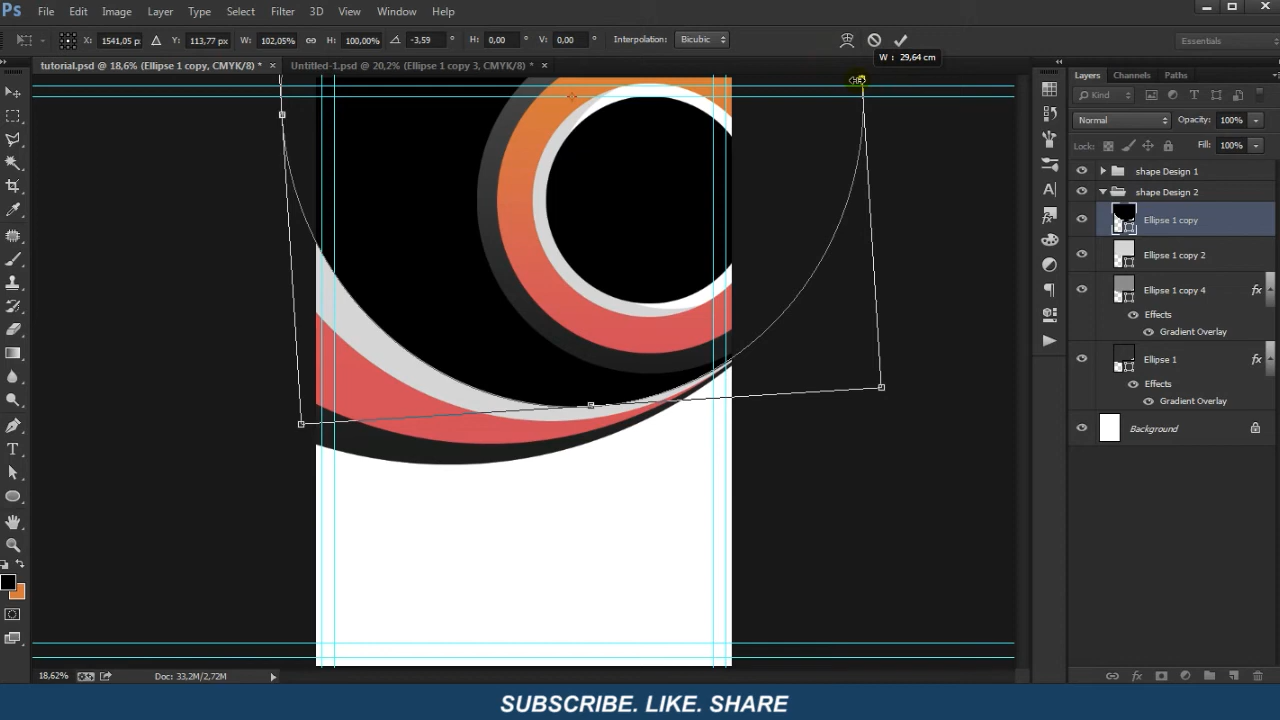 Ps File Edit Image Layer Type Select Filter 3D View Window Help
X: 1541,05 p Y: 113,77 px W: 102,05% H: 100,00% -3,59 ° H: 0,00 ° V: 0,00 ° Interpolation: Bicubic Essentials
W : 29,64 cm
tutorial.psd @ 18,6% (Ellipse 1 copy, CMYK/8) * × Untitled-1.psd @ 20,2% (Ellipse 1 copy 3, CMYK/8) * ×
Layers Channels Paths
Kind
Normal Opacity: 100%
Lock: Fill: 100%
shape Design 1
shape Design 2
Ellipse 1 copy
Ellipse 1 copy 2
Ellipse 1 copy 4 fx
Effects
Gradient Overlay
Ellipse 1 fx
Effects
Gradient Overlay
Background
18,62% Doc: 33,2M/2,72M
SUBSCRIBE. LIKE. SHARE